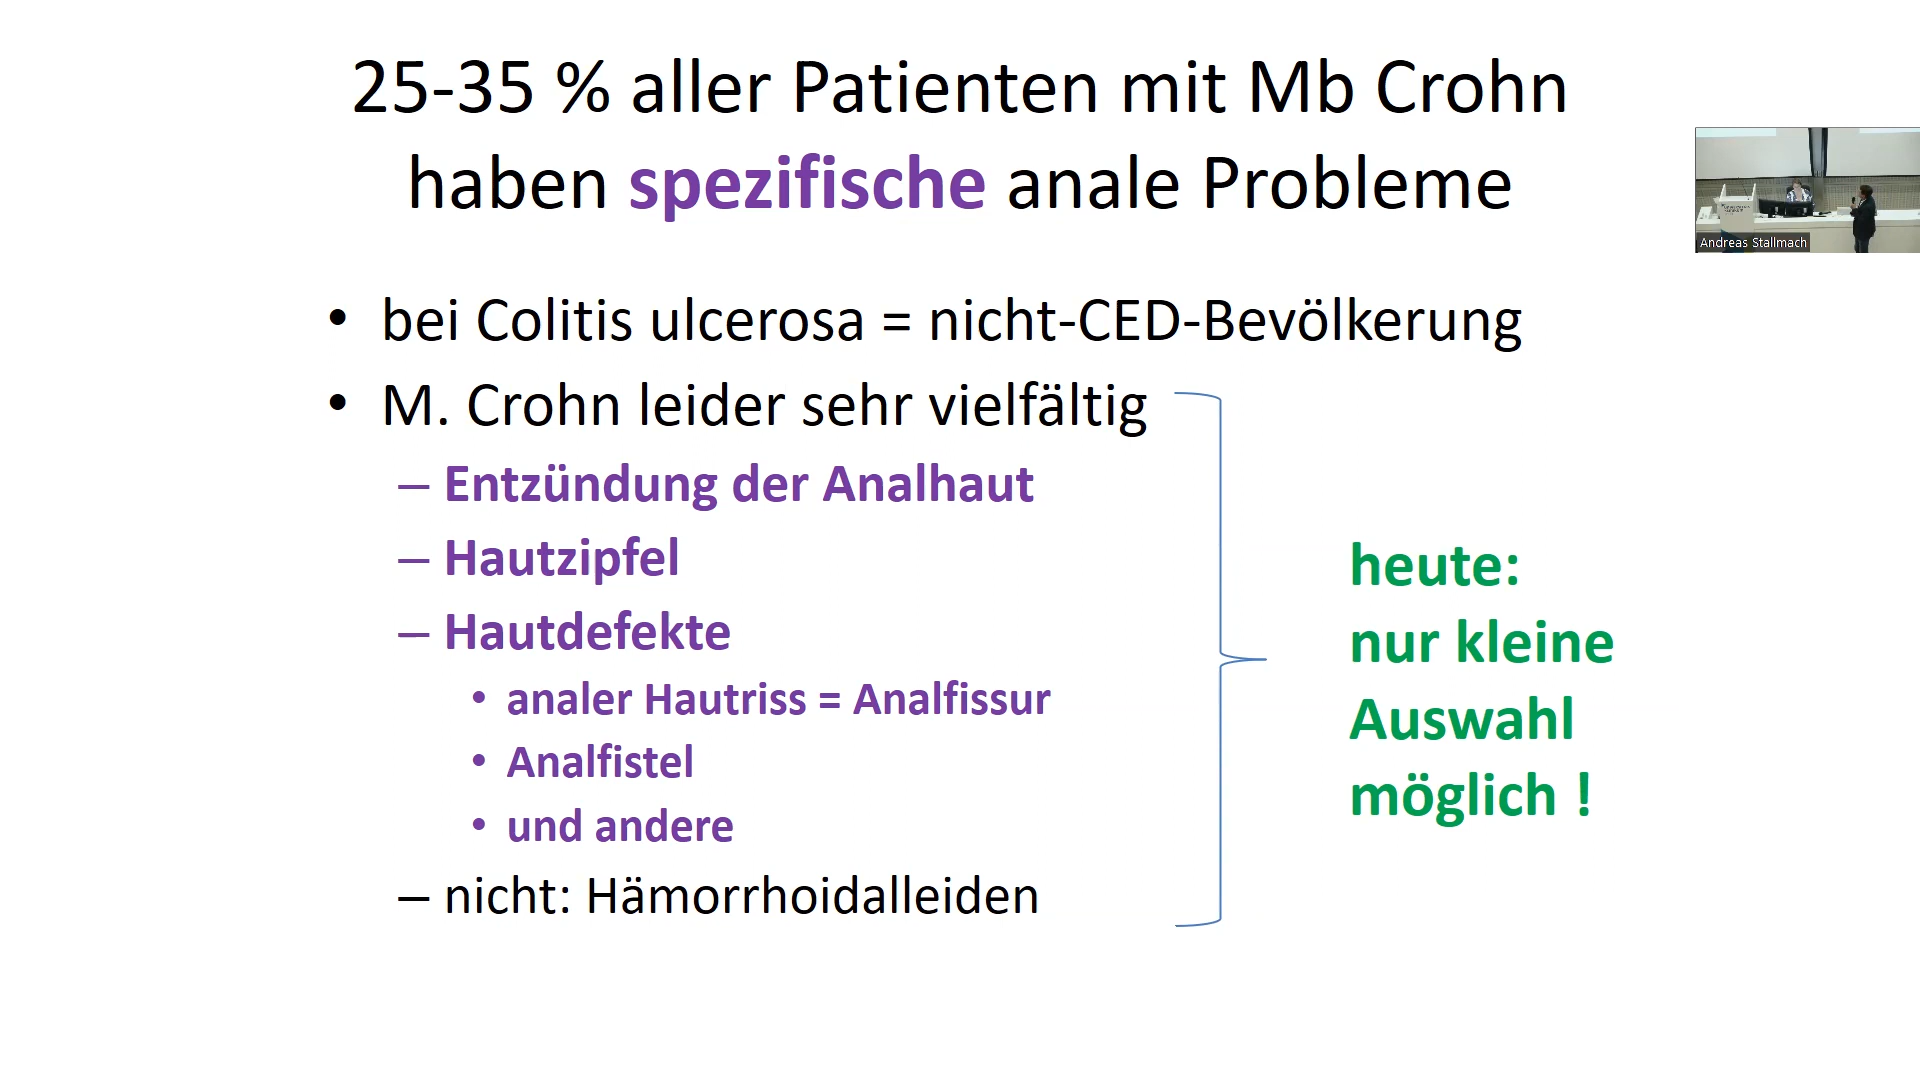 25-35 % aller Patienten mit Mb Crohn
haben spezifische anale Probleme
• bei Colitis ulcerosa = nicht-CED-Bevölkerung
• M. Crohn leider sehr vielfältig
– Entzündung der Analhaut
– Hautzipfel
– Hautdefekte
• analer Hautriss = Analfissur
• Analfistel
• und andere
– nicht: Hämorrhoidalleiden
heute:
nur kleine
Auswahl
möglich !
Andreas Stallmach